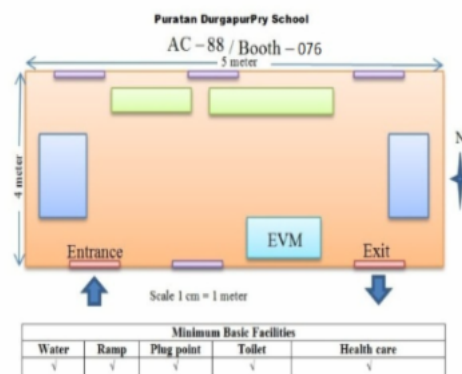 Puratan DurgapurPry School
AC – 88 / Booth – 076
5 meter
4 meter
N
EVM
Entrance
Exit
Scale 1 cm = 1 meter
Minimum Basic Facilities
Water Ramp Plug point Toilet Health care
√ √ √ √ √